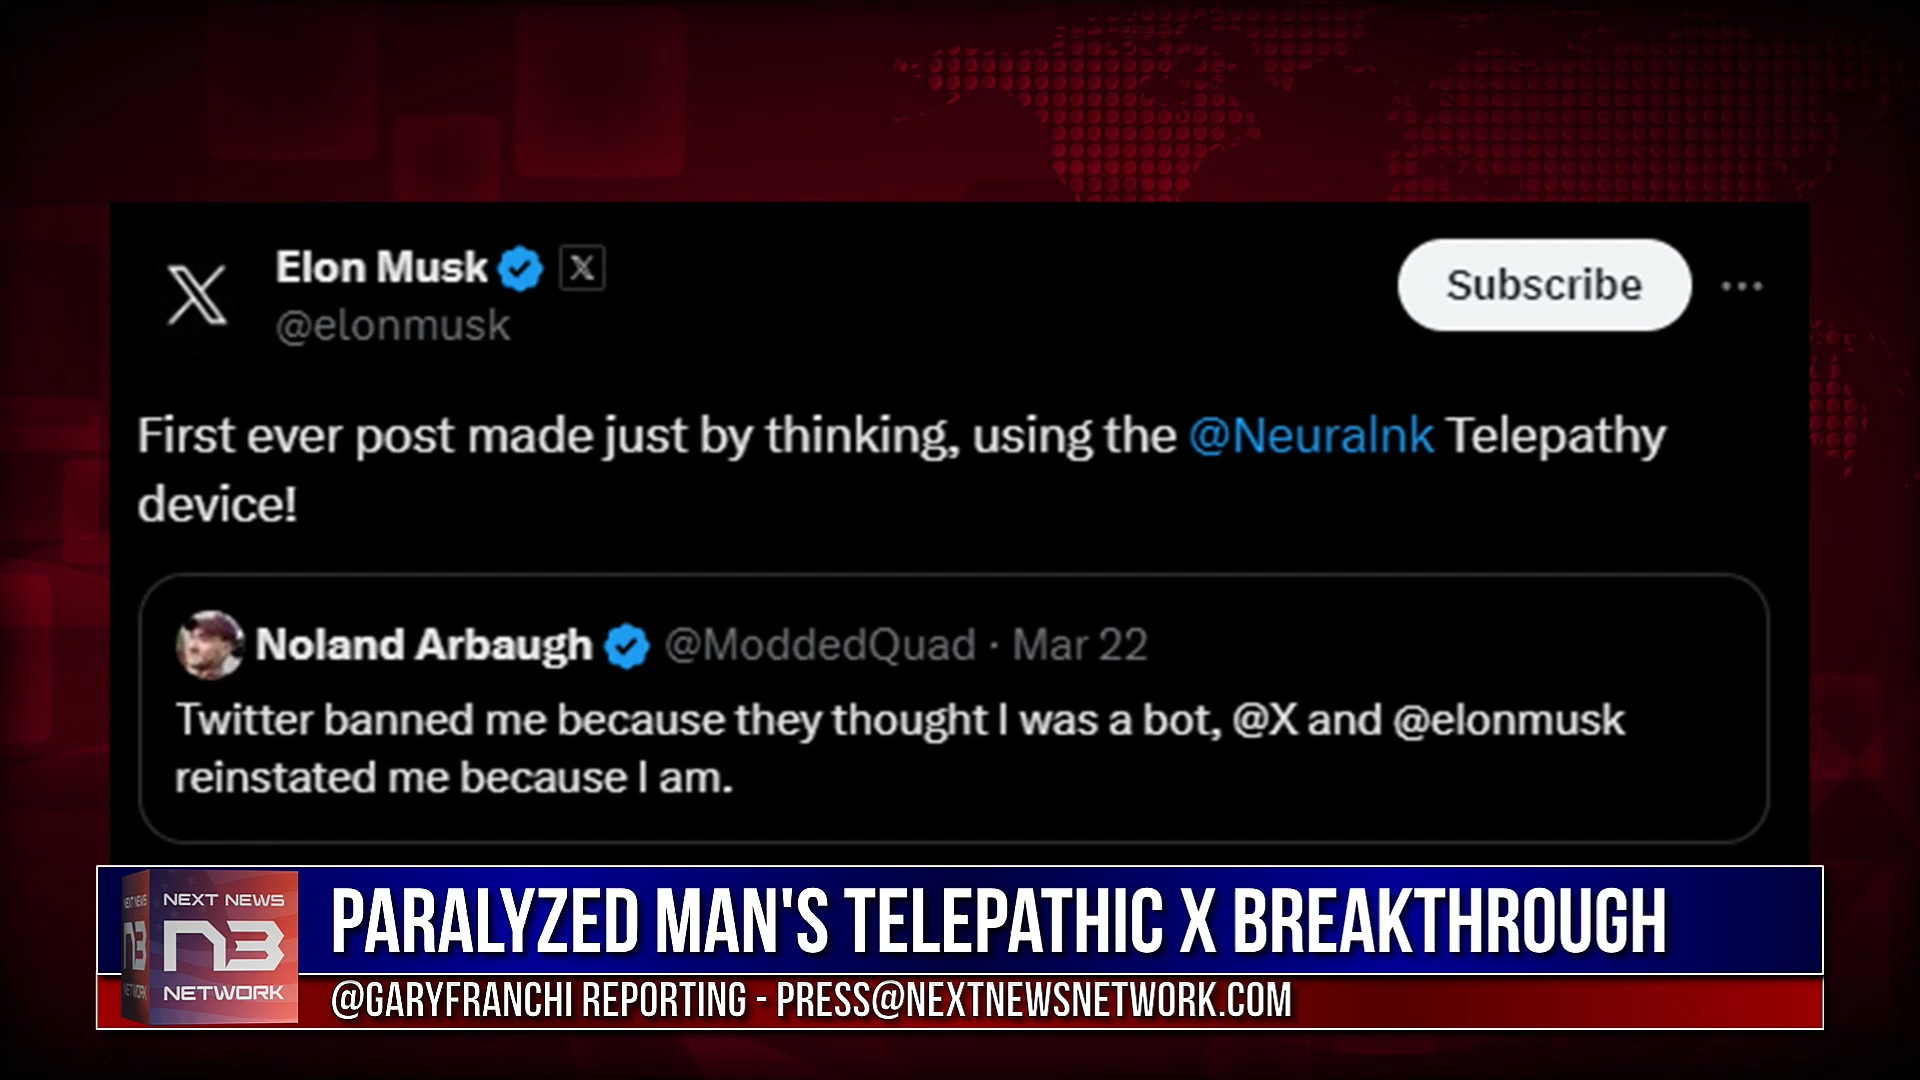 Elon Musk X
@elonmusk
Subscribe
First ever post made just by thinking, using the @Neuralnk Telepathy
device!
Noland Arbaugh @ModdedQuad · Mar 22
Twitter banned me because they thought I was a bot, @X and @elonmusk
reinstated me because I am.
NEXT NEWS
N3
NETWORK
PARALYZED MAN'S TELEPATHIC X BREAKTHROUGH
@GARYFRANCHI REPORTING - PRESS@NEXTNEWSNETWORK.COM